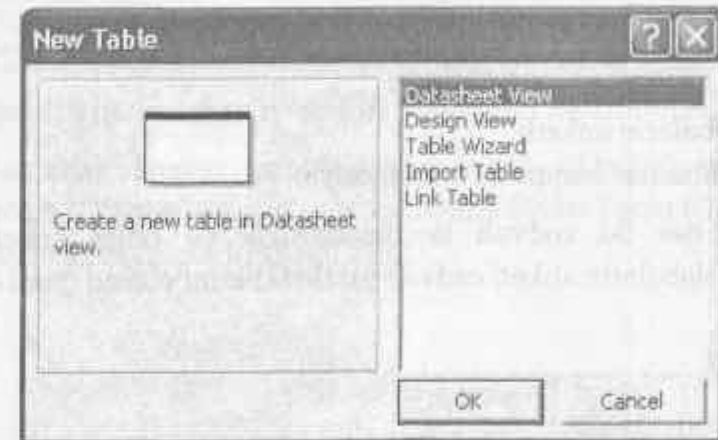 New Table
Create a new table in Datasheet
view.
Datasheet View
Design View
Table Wizard
Import Table
Link Table
OK
Cancel